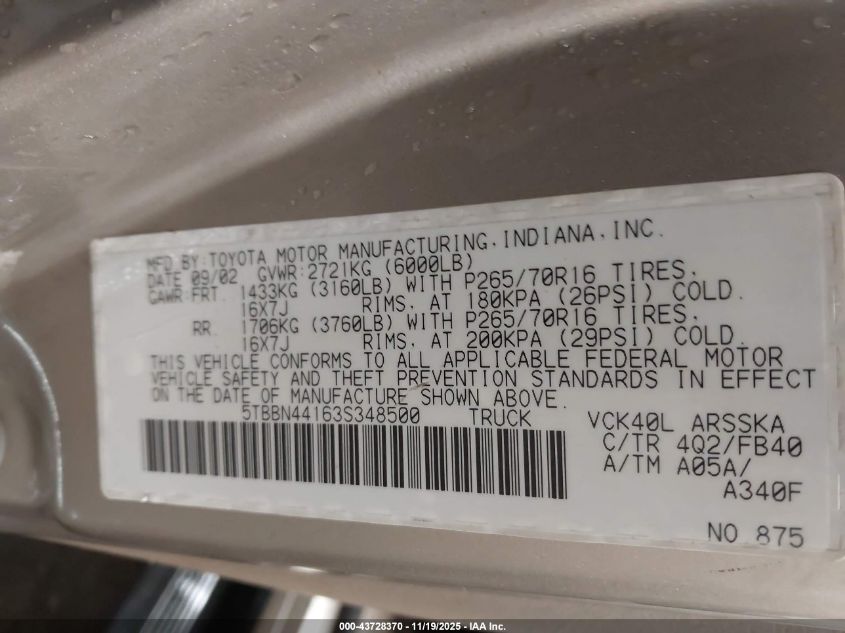 MFD BY:TOYOTA MOTOR MANUFACTURING, INDIANA, INC.
DATE 09/02 GVWR:2721KG (6000LB)
GAWR:FRT. 1433KG (3160LB) WITH P265/70R16 TIRES,
16X7J RIMS, AT 180KPA (26PSI) COLD.
RR. 1706KG (3760LB) WITH P265/70R16 TIRES,
16X7J RIMS, AT 200KPA (29PSI) COLD.
THIS VEHICLE CONFORMS TO ALL APPLICABLE FEDERAL MOTOR
VEHICLE SAFETY AND THEFT PREVENTION STANDARDS IN EFFECT
ON THE DATE OF MANUFACTURE SHOWN ABOVE.
5TBBN44163S348500 TRUCK
VCK40L ARSSKA
C/TR 4Q2/FB40
A/TM A05A/
A340F
NO 875
000-43728370 - 11/19/2025 - IAA Inc.